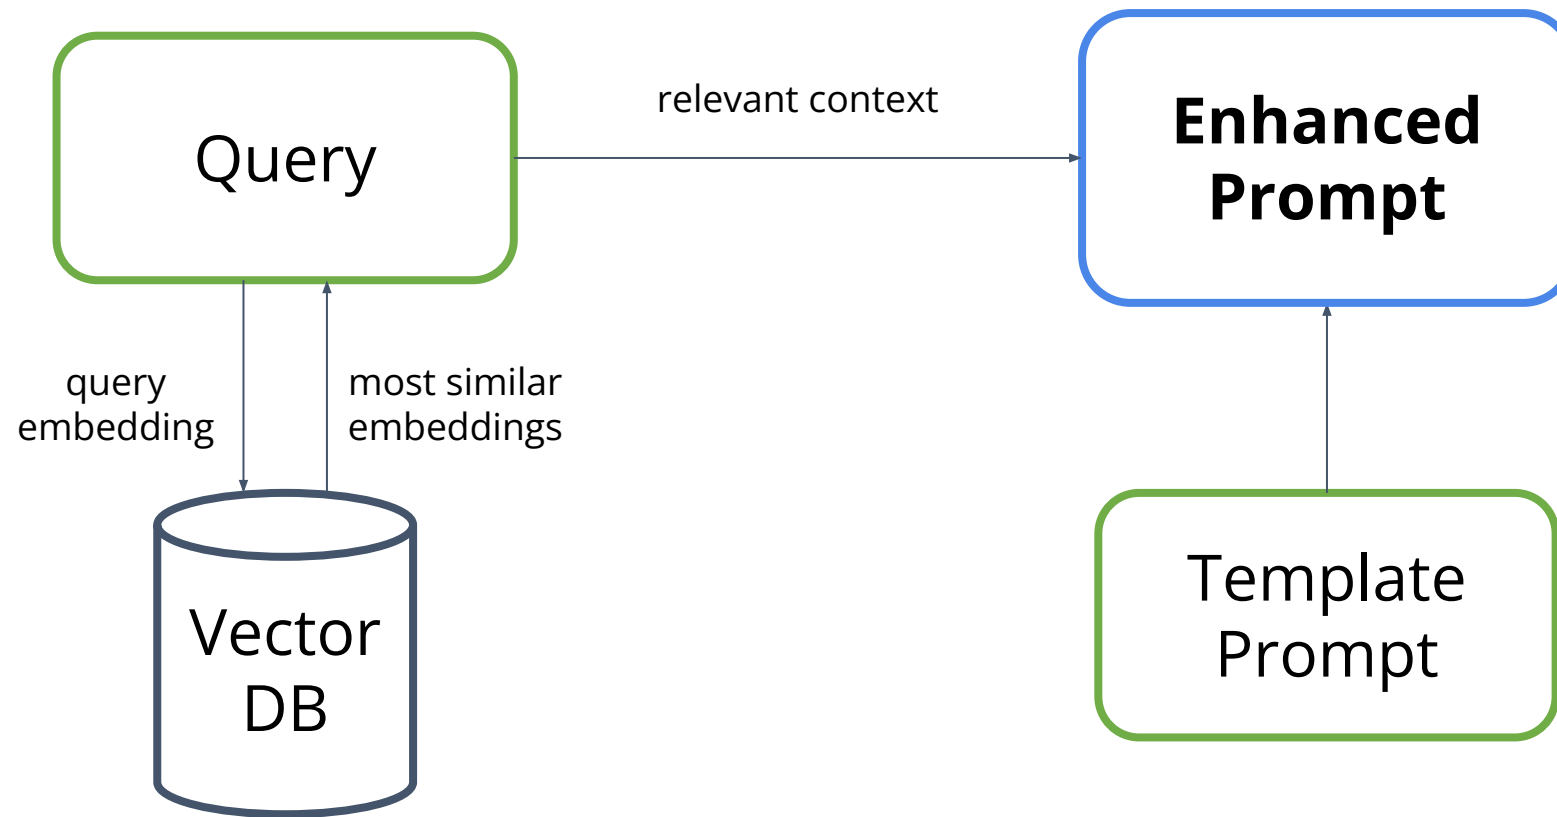 Query
relevant context
Enhanced
Prompt
query
embedding
most similar
embeddings
Vector
DB
Template
Prompt